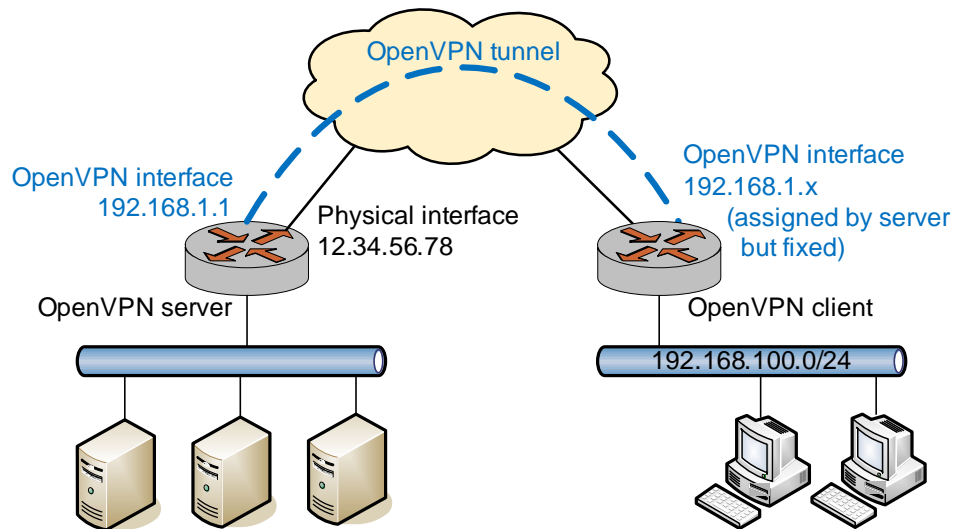 OpenVPN tunnel
OpenVPN interface
192.168.1.1
Physical interface
12.34.56.78
OpenVPN interface
192.168.1.x
(assigned by server
but fixed)
OpenVPN server
OpenVPN client
192.168.100.0/24